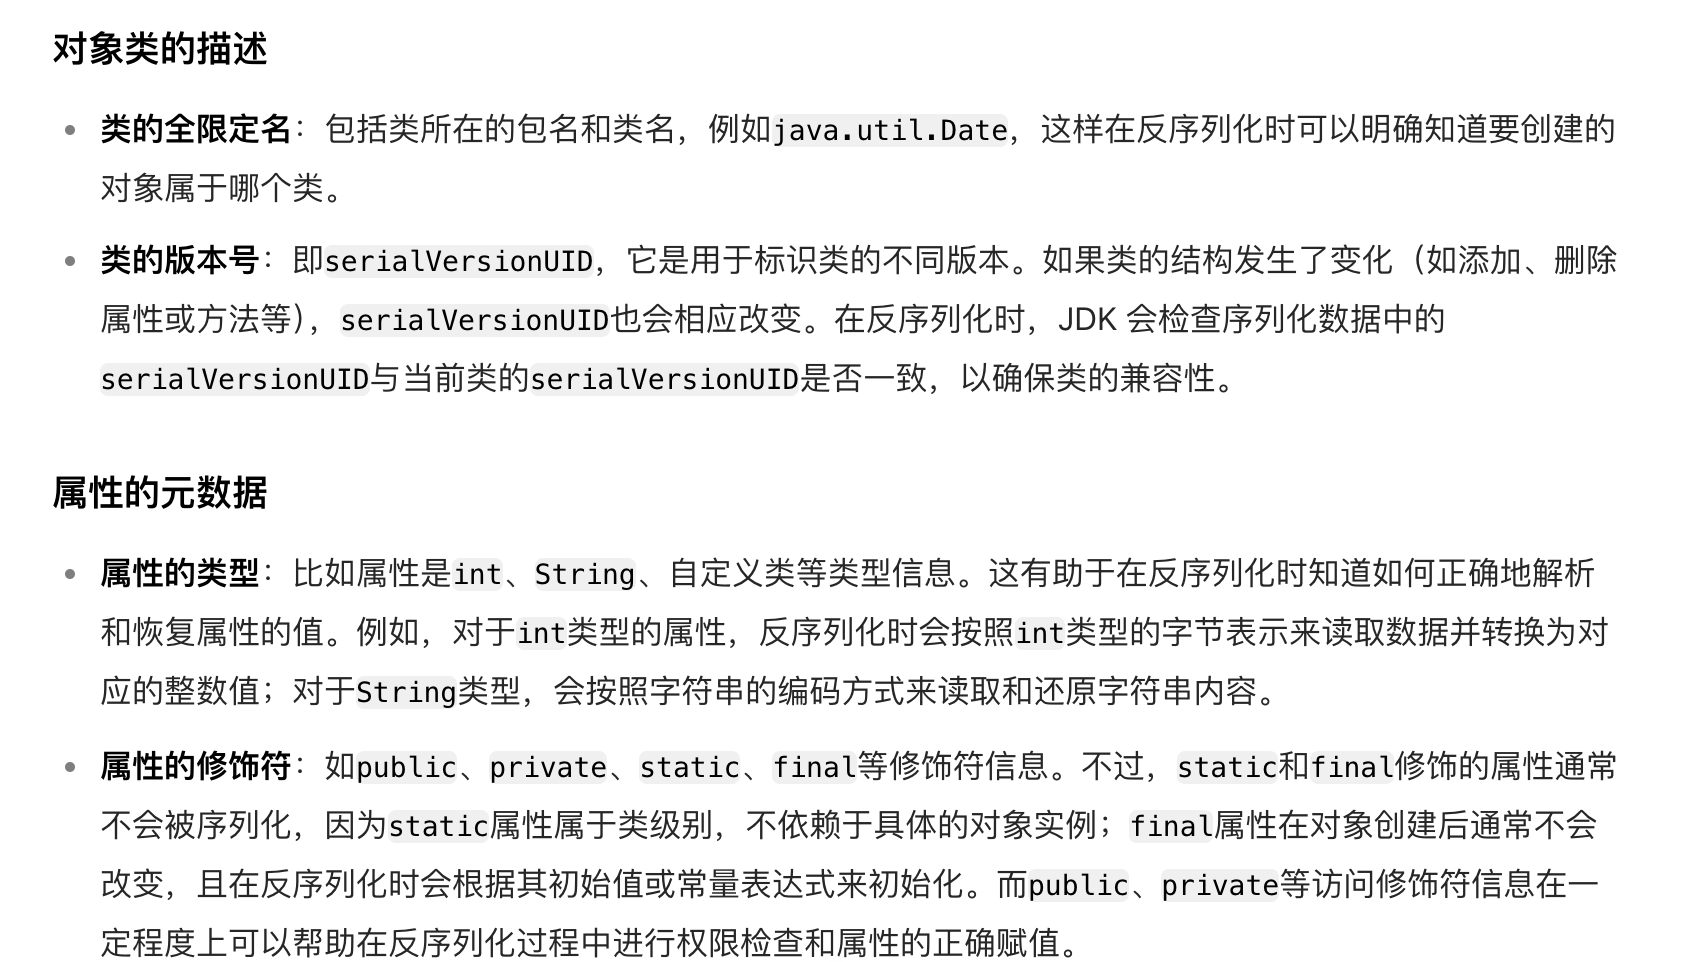 对象类的描述
类的全限定名：包括类所在的包名和类名，例如java.util.Date，这样在反序列化时可以明确知道要创建的
对象属于哪个类。
类的版本号：即serialVersionUID，它是用于标识类的不同版本。如果类的结构发生了变化（如添加、删除
属性或方法等），serialVersionUID也会相应改变。在反序列化时，JDK 会检查序列化数据中的
serialVersionUID与当前类的serialVersionUID是否一致，以确保类的兼容性。
属性的元数据
属性的类型：比如属性是int、String、自定义类等类型信息。这有助于在反序列化时知道如何正确地解析
和恢复属性的值。例如，对于int类型的属性，反序列化时会按照int类型的字节表示来读取数据并转换为对
应的整数值；对于String类型，会按照字符串的编码方式来读取和还原字符串内容。
属性的修饰符：如public、private、static、final等修饰符信息。不过，static和final修饰的属性通常
不会被序列化，因为static属性属于类级别，不依赖于具体的对象实例；final属性在对象创建后通常不会
改变，且在反序列化时会根据其初始值或常量表达式来初始化。而public、private等访问修饰符信息在一
定程度上可以帮助在反序列化过程中进行权限检查和属性的正确赋值。